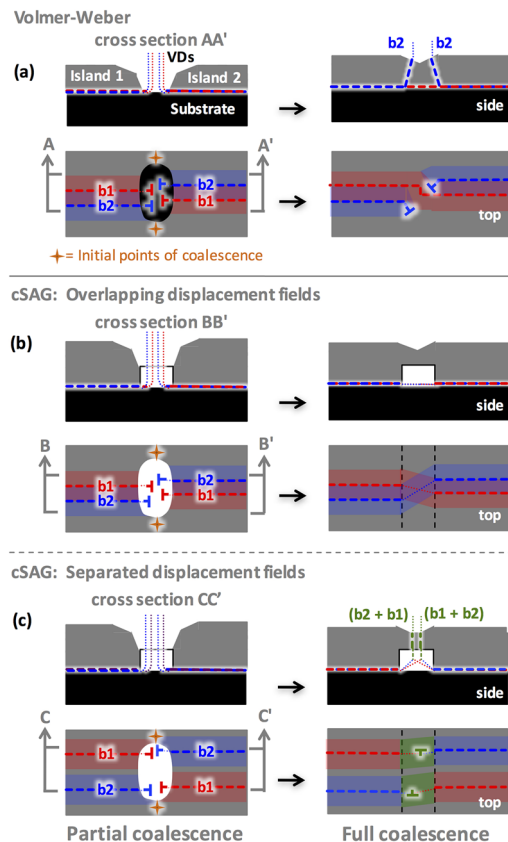 Volmer-Weber
cross section AA'
VDs
b2 b2
(a)
Island 1 Island 2
Substrate
side
A A'
b1 b2
b2 b1
top
= Initial points of coalescence
cSAG: Overlapping displacement fields
cross section BB'
(b)
side
B B'
b1 b2
b2 b1
top
cSAG: Separated displacement fields
cross section CC'
(c)
(b2 + b1) (b1 + b2)
side
C C'
b1 b2
b2 b1
top
Partial coalescence Full coalescence